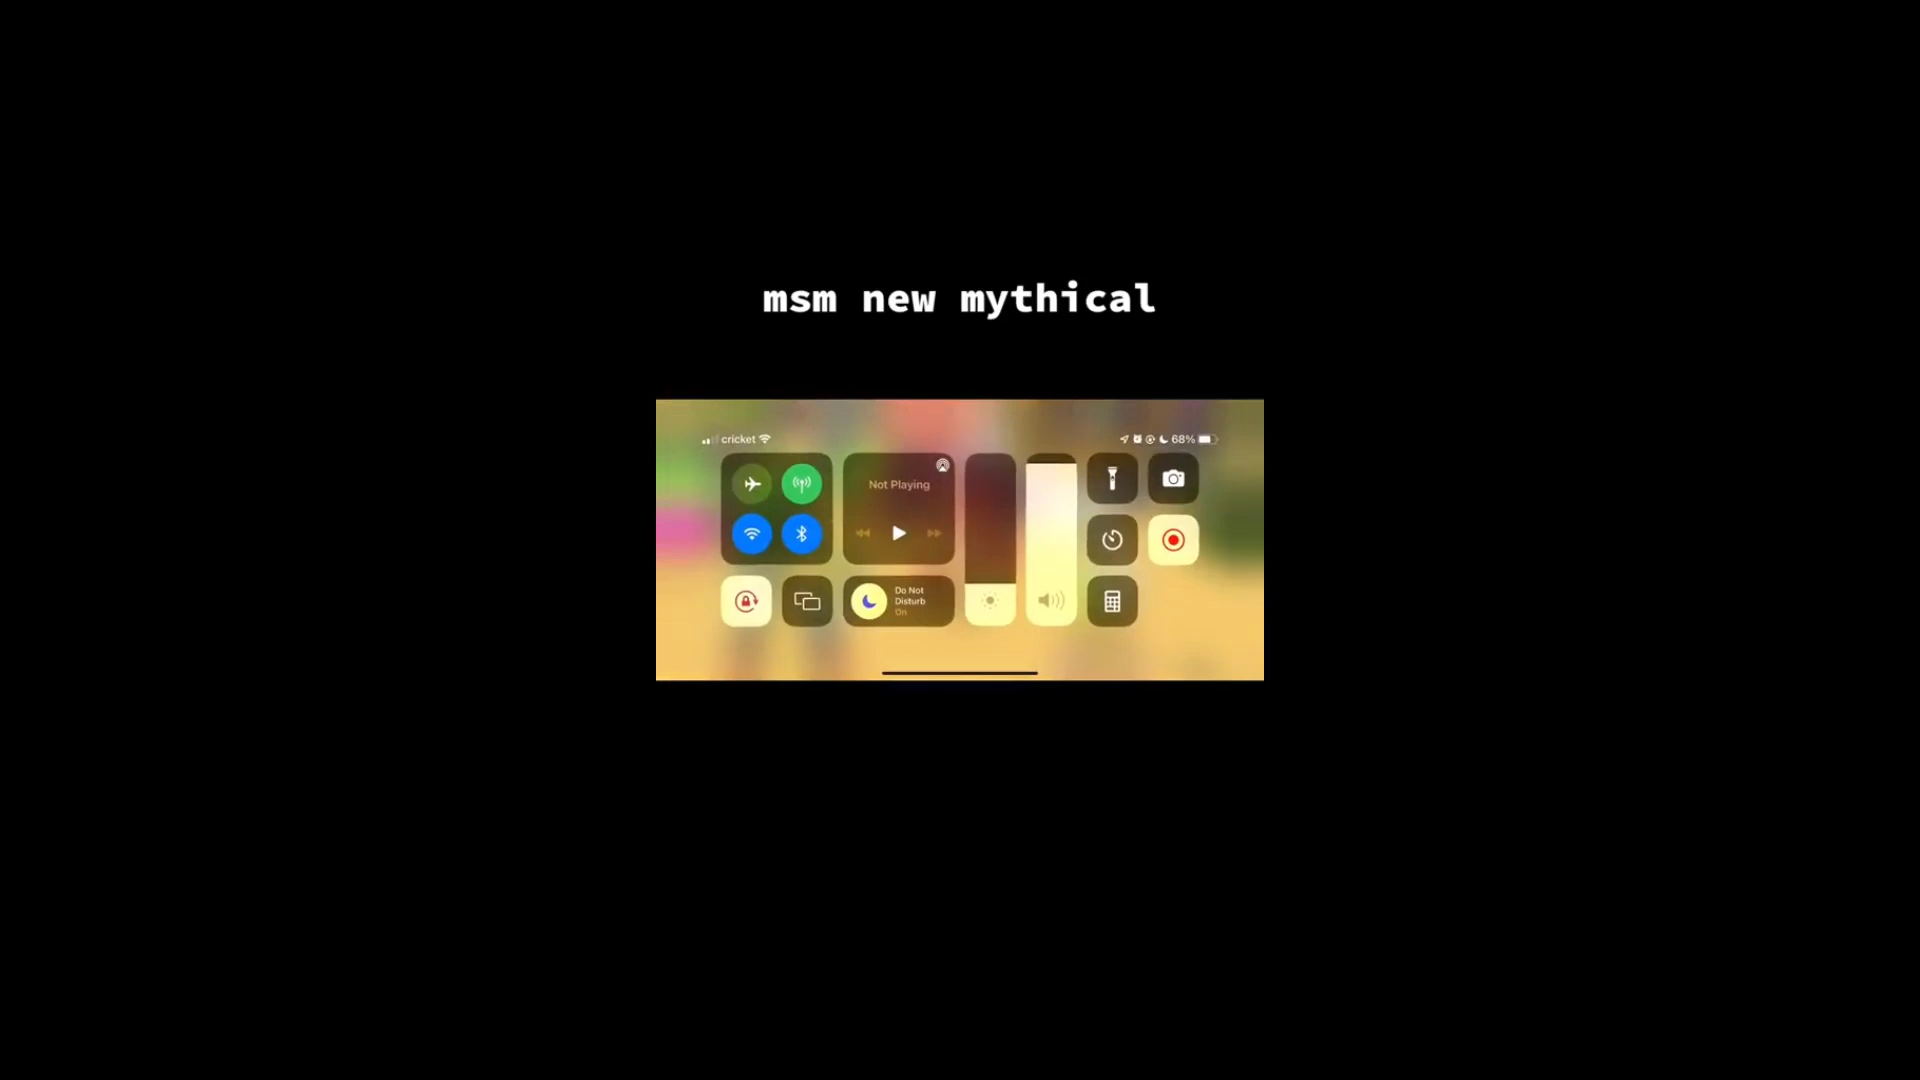 msm new mythical
cricket
68%
Not Playing
Do Not
Disturb
On